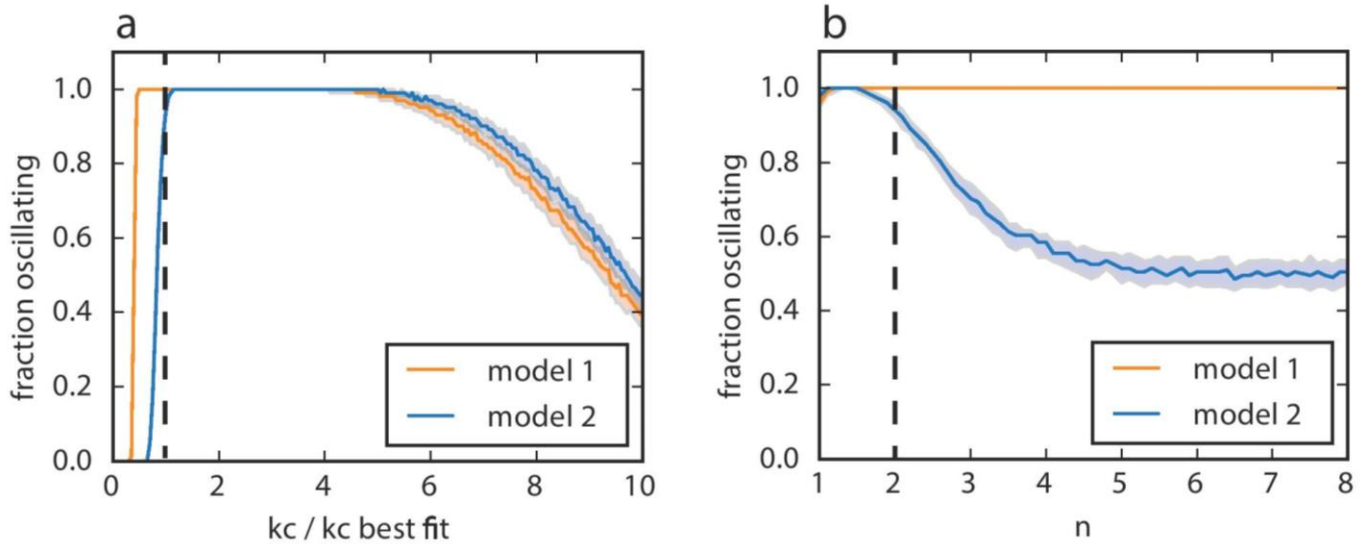 a
1.0
0.8
0.6
0.4
0.2
0.0
fraction oscillating
0 2 4 6 8 10
kc / kc best fit
model 1
model 2
b
1.0
0.8
0.6
0.4
0.2
0.0
fraction oscillating
1 2 3 4 5 6 7 8
n
model 1
model 2